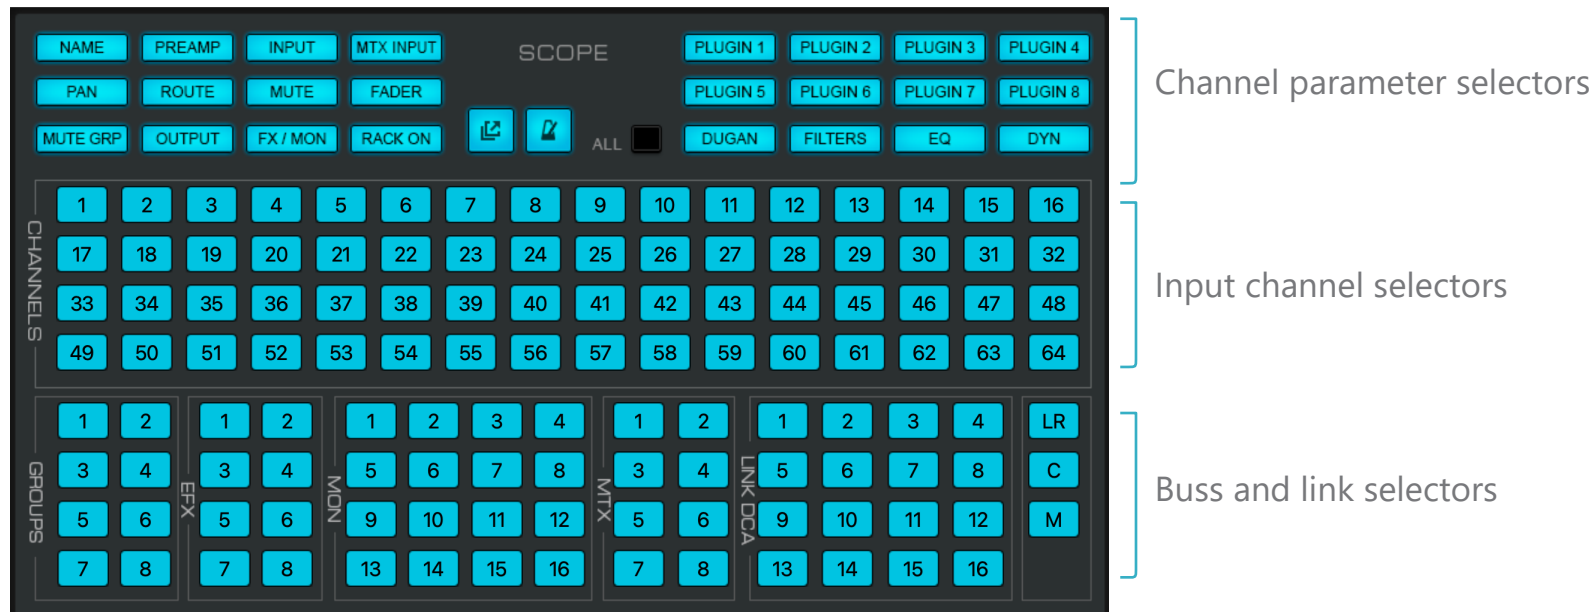 NAME PREAMP INPUT MTX INPUT SCOPE PLUGIN 1 PLUGIN 2 PLUGIN 3 PLUGIN 4
PAN ROUTE MUTE FADER PLUGIN 5 PLUGIN 6 PLUGIN 7 PLUGIN 8
MUTE GRP OUTPUT FX / MON RACK ON ALL DUGAN FILTERS EQ DYN
Channel parameter selectors
CHANNELS
1 2 3 4 5 6 7 8 9 10 11 12 13 14 15 16
17 18 19 20 21 22 23 24 25 26 27 28 29 30 31 32
33 34 35 36 37 38 39 40 41 42 43 44 45 46 47 48
49 50 51 52 53 54 55 56 57 58 59 60 61 62 63 64
Input channel selectors
GROUPS
1 2
3 4
5 6
7 8
EFX
1 2
3 4
5 6
7 8
MON
1 2 3 4
5 6 7 8
9 10 11 12
13 14 15 16
MTX
1 2
3 4
5 6
7 8
LINK DCA
1 2 3 4
5 6 7 8
9 10 11 12
13 14 15 16
LR
C
M
Buss and link selectors